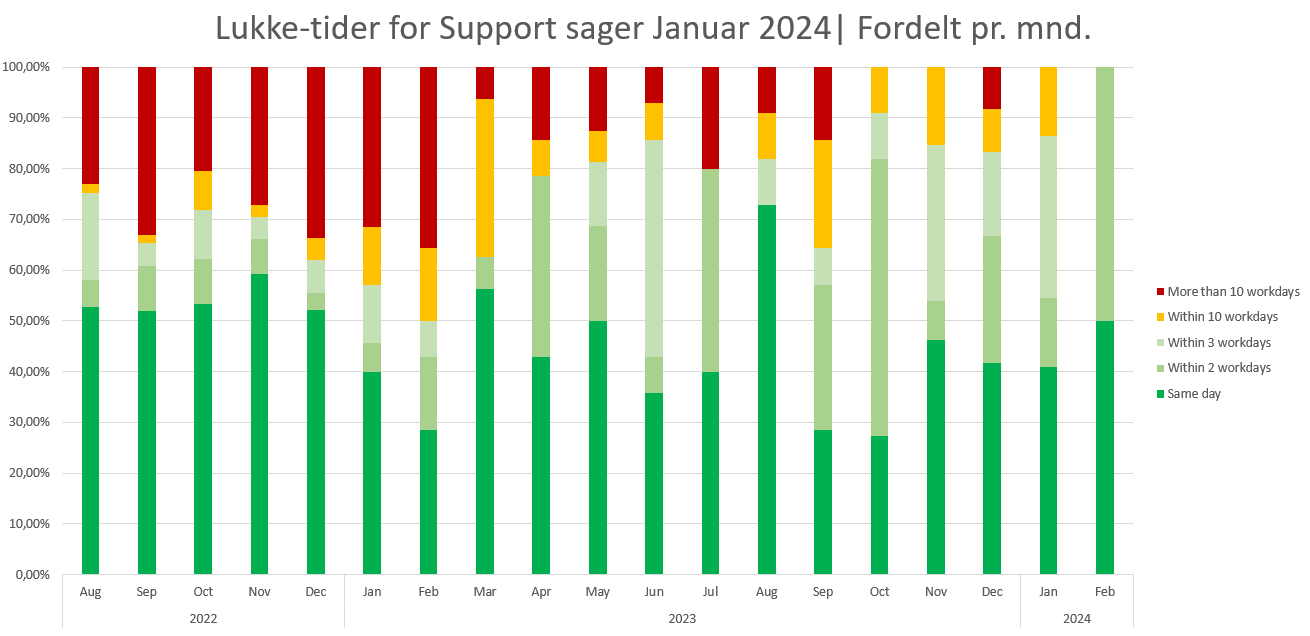 Lukke-tider for Support sager Januar 2024| Fordelt pr. mnd.
100,00%
90,00%
80,00%
70,00%
60,00%
50,00%
40,00%
30,00%
20,00%
10,00%
0,00%
Aug Sep Oct Nov Dec Jan Feb Mar Apr May Jun Jul Aug Sep Oct Nov Dec Jan Feb
2022 2023 2024
More than 10 workdays
Within 10 workdays
Within 3 workdays
Within 2 workdays
Same day